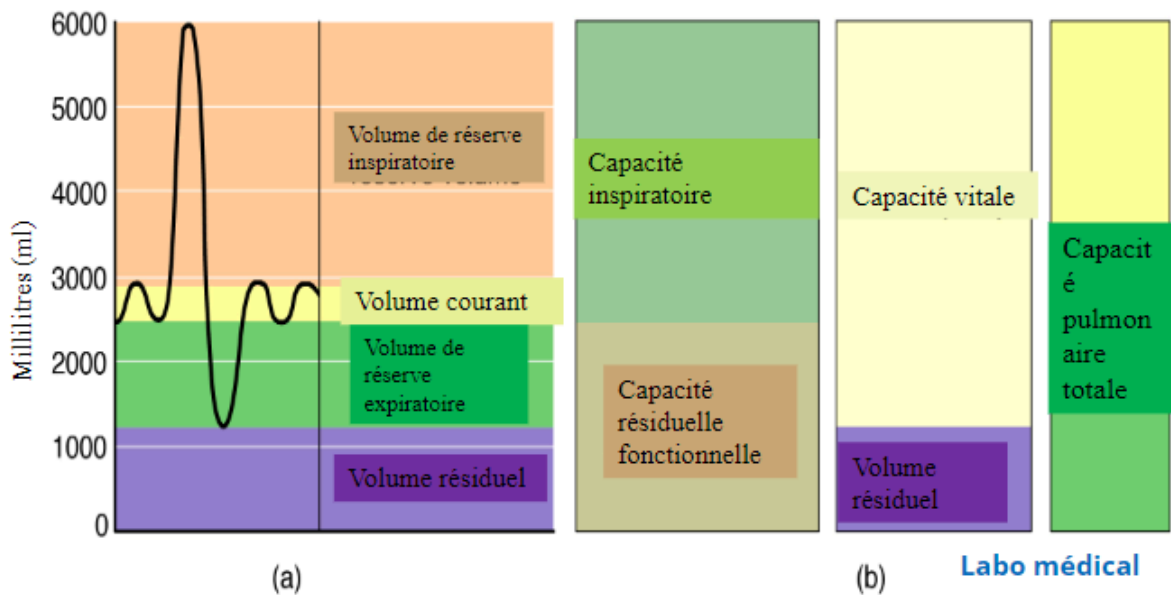 6000
5000
4000
3000
2000
1000
0
Millilitres (ml)
Volume de réserve
inspiratoire
Volume courant
Volume de
réserve
expiratoire
Volume résiduel
(a)
Capacité
inspiratoire
Capacité
résiduelle
fonctionnelle
Capacité vitale
Volume
résiduel
Capacit
é
pulmon
aire
totale
(b)
Labo médical